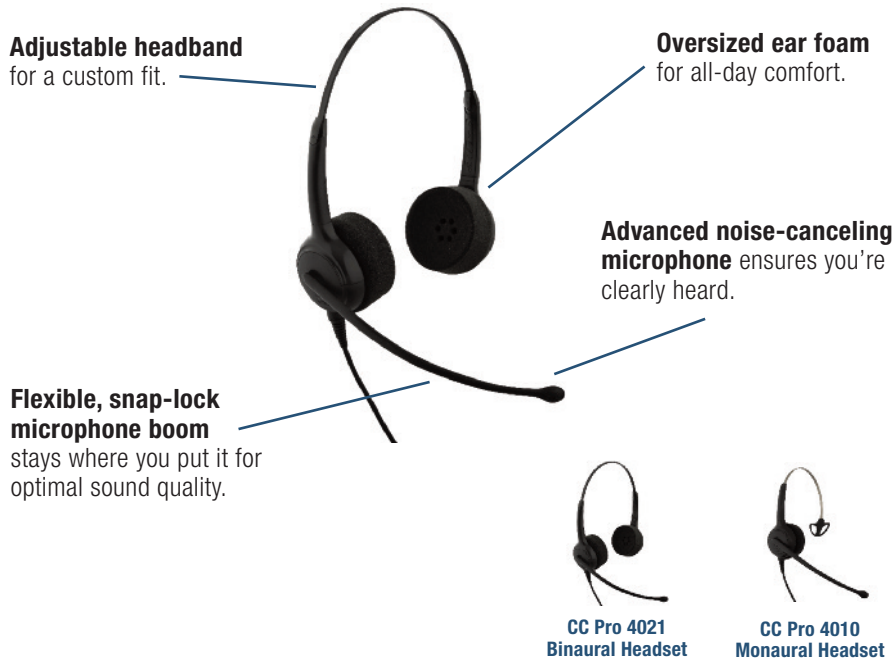 Adjustable headband
for a custom fit.
Oversized ear foam
for all-day comfort.
Advanced noise-canceling
microphone ensures you're
clearly heard.
Flexible, snap-lock
microphone boom
stays where you put it for
optimal sound quality.
CC Pro 4021
Binaural Headset
CC Pro 4010
Monaural Headset